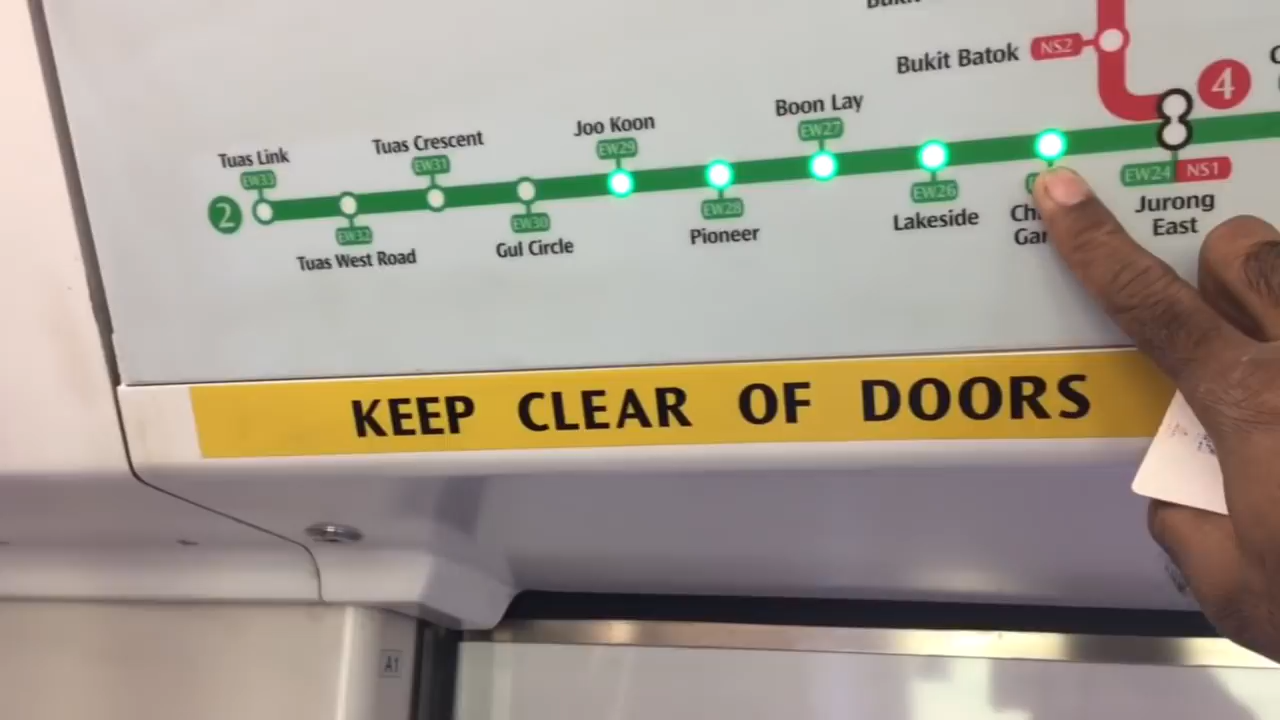 Bukit Batok NS2
4
Boon Lay
EW27
Joo Koon
EW29
Tuas Crescent
EW31
Tuas Link
EW33
2
EW32
Tuas West Road
EW30
Gul Circle
EW28
Pioneer
EW26
Lakeside
EW24 NS1
Jurong
East
KEEP CLEAR OF DOORS
A1